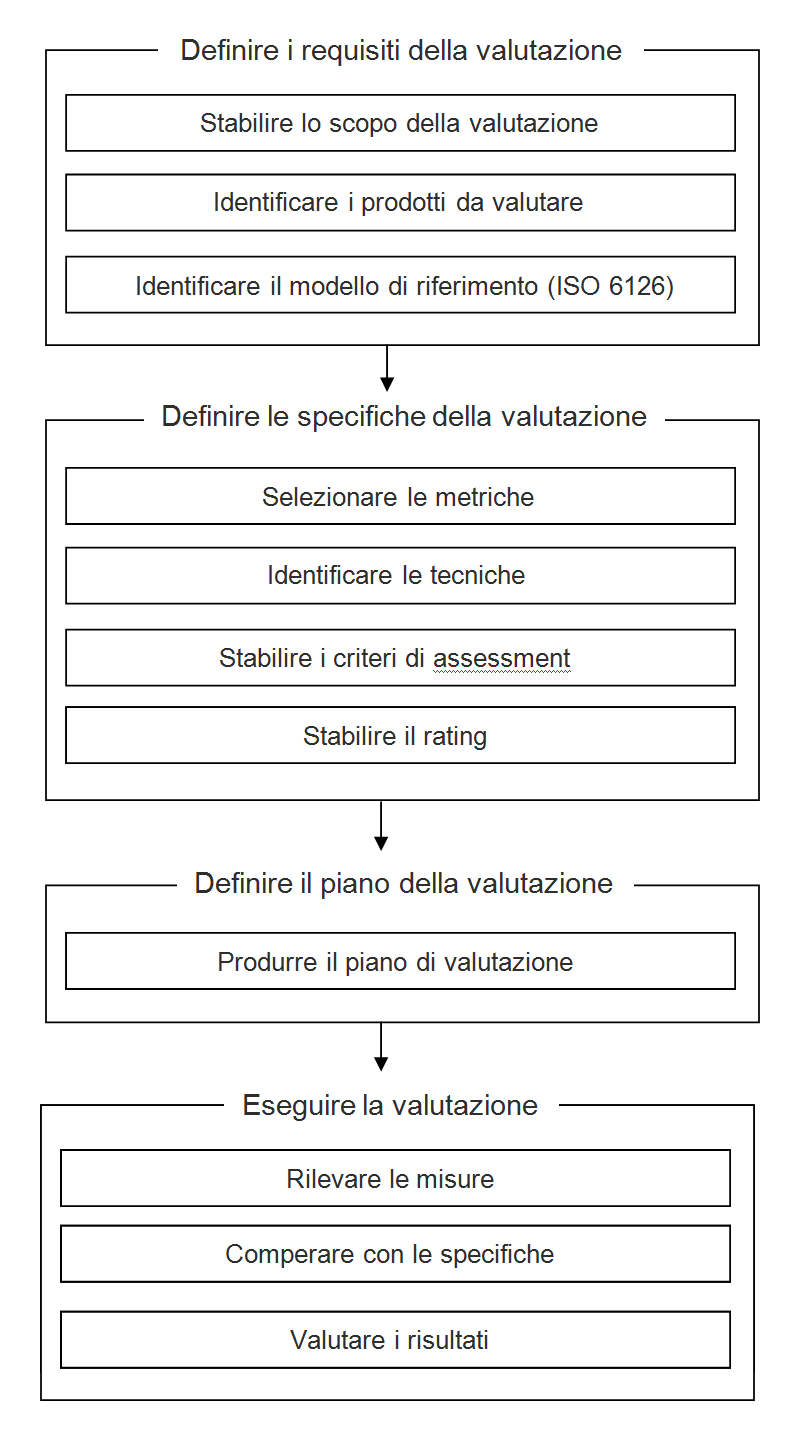 Definire i requisiti della valutazione
Stabilire lo scopo della valutazione
Identificare i prodotti da valutare
Identificare il modello di riferimento (ISO 6126)
Definire le specifiche della valutazione
Selezionare le metriche
Identificare le tecniche
Stabilire i criteri di assessment
Stabilire il rating
Definire il piano della valutazione
Produrre il piano di valutazione
Eseguire la valutazione
Rilevare le misure
Comperare con le specifiche
Valutare i risultati